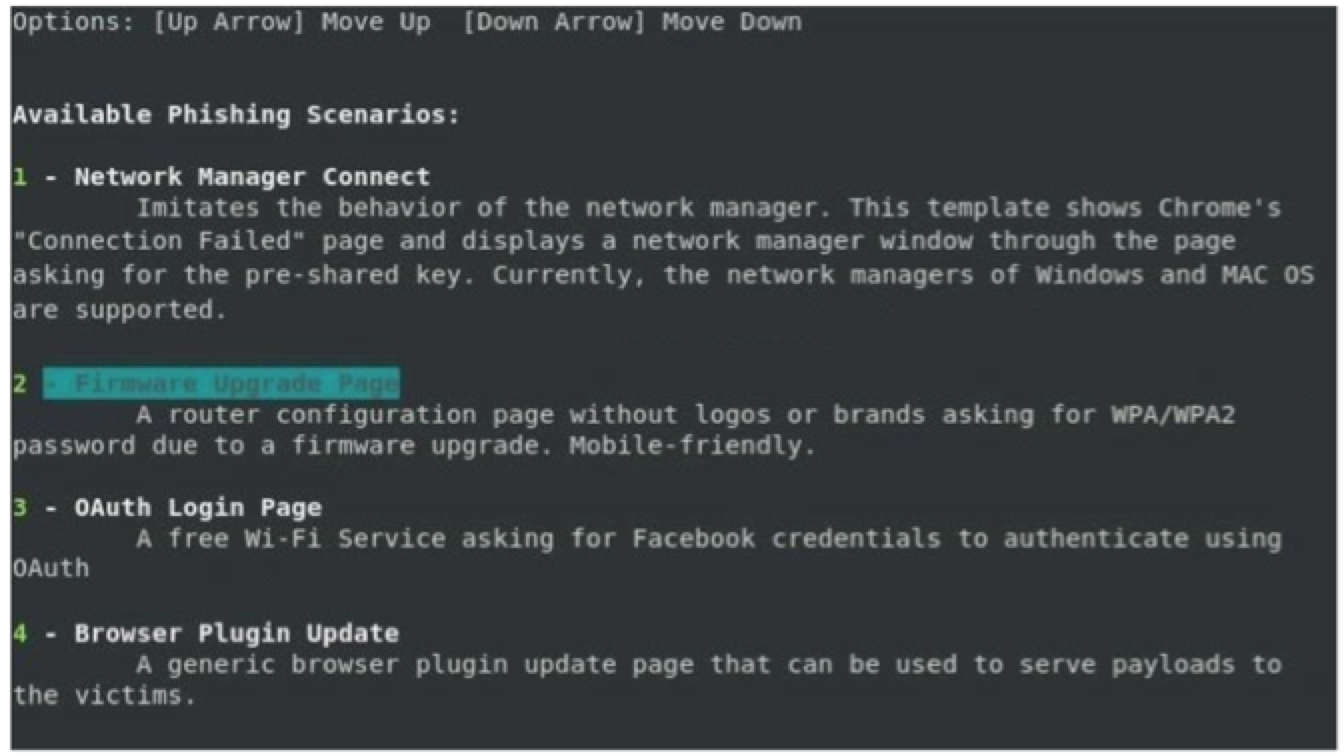 Options: [Up Arrow] Move Up  [Down Arrow] Move Down
Available Phishing Scenarios:
1 - Network Manager Connect
Imitates the behavior of the network manager. This template shows Chrome's
"Connection Failed" page and displays a network manager window through the page
asking for the pre-shared key. Currently, the network managers of Windows and MAC OS
are supported.
2 - Firmware Upgrade Page
A router configuration page without logos or brands asking for WPA/WPA2
password due to a firmware upgrade. Mobile-friendly.
3 - OAuth Login Page
A free Wi-Fi Service asking for Facebook credentials to authenticate using
OAuth
4 - Browser Plugin Update
A generic browser plugin update page that can be used to serve payloads to
the victims.